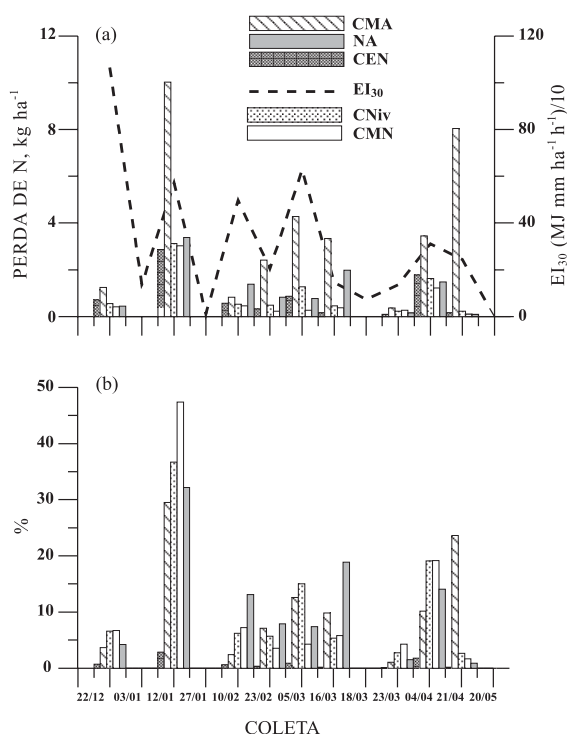 (a)
CMA
NA
CEN
EI30
CNiv
CMN
12
8
4
0
PERDA DE N, kg ha-1
120
80
40
0
EI30 (MJ mm ha-1 h-1)/10
(b)
50
40
30
20
10
0
%
22/12 03/01 12/01 27/01 10/02 23/02 05/03 16/03 18/03 23/03 04/04 21/04 20/05
COLETA